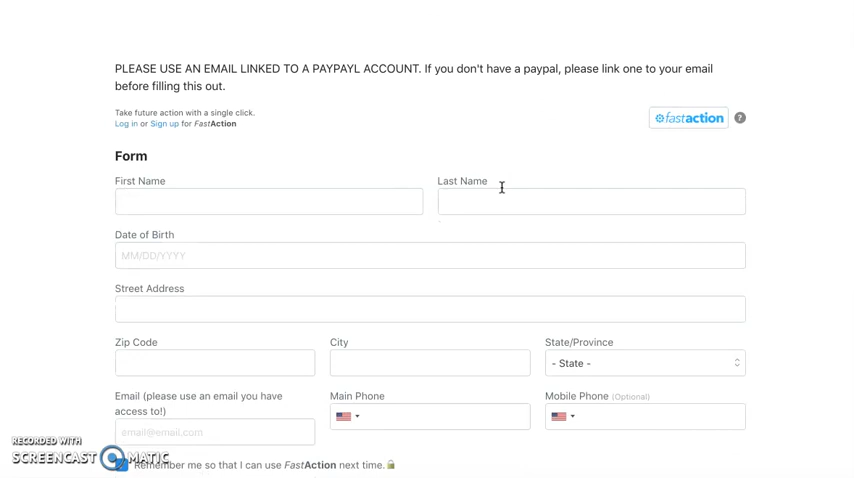 PLEASE USE AN EMAIL LINKED TO A PAYPAYL ACCOUNT. If you don't have a paypal, please link one to your email
before filling this out.
Take future action with a single click.
Log in or Sign up for FastAction
fastaction ?
Form
First Name Last Name
Date of Birth
MM/DD/YYYY
Street Address
Zip Code City State/Province
- State -
Email (please use an email you have
access to!)
Main Phone Mobile Phone (Optional)
email@email.com
RECORDED WITH
SCREENCAST MATIC
Remember me so that I can use FastAction next time.